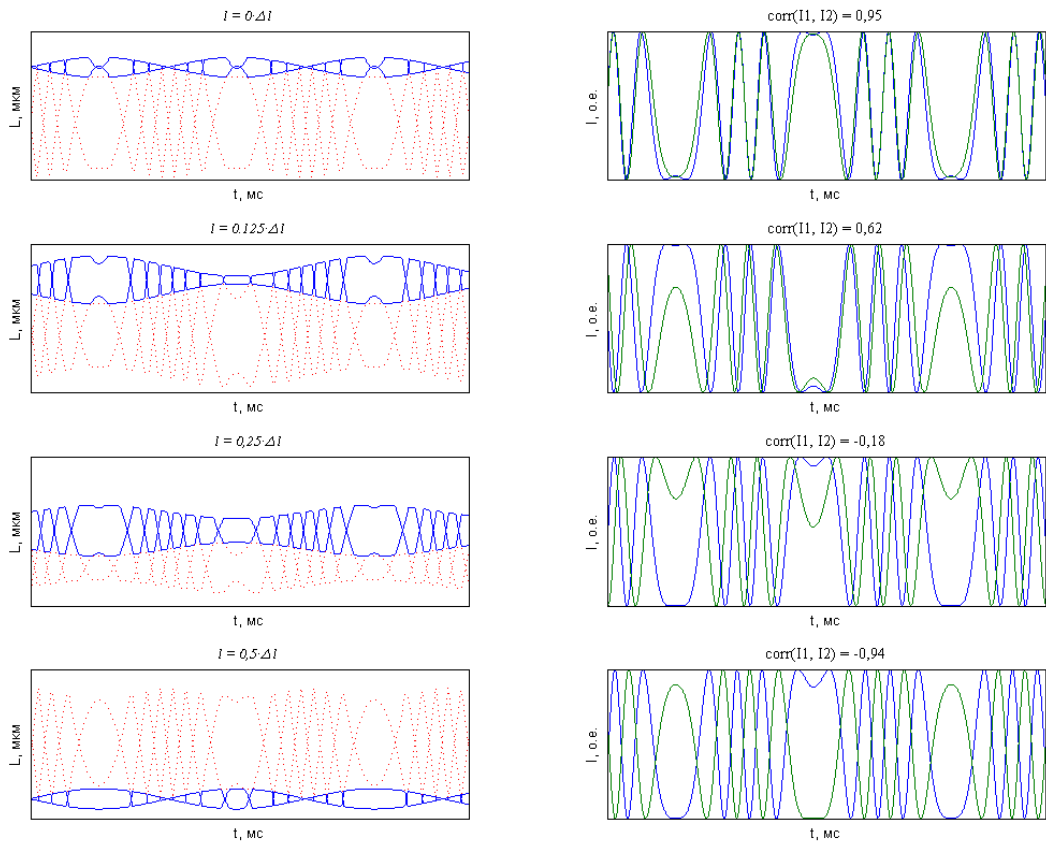 l = 0·Δl
corr(I1, I2) = 0,95
L, мкм
I, о.е.
t, мс
t, мс
l = 0.125·Δl
corr(I1, I2) = 0,62
L, мкм
I, о.е.
t, мс
t, мс
l = 0,25·Δl
corr(I1, I2) = -0,18
L, мкм
I, о.е.
t, мс
t, мс
l = 0,5·Δl
corr(I1, I2) = -0,94
L, мкм
I, о.е.
t, мс
t, мс